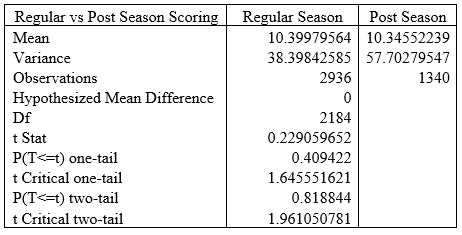 Regular vs Post Season Scoring Regular Season Post Season
Mean 10.39979564 10.34552239
Variance 38.39842585 57.70279547
Observations 2936 1340
Hypothesized Mean Difference 0
Df 2184
t Stat 0.229059652
P(T<=t) one-tail 0.409422
t Critical one-tail 1.645551621
P(T<=t) two-tail 0.818844
t Critical two-tail 1.961050781